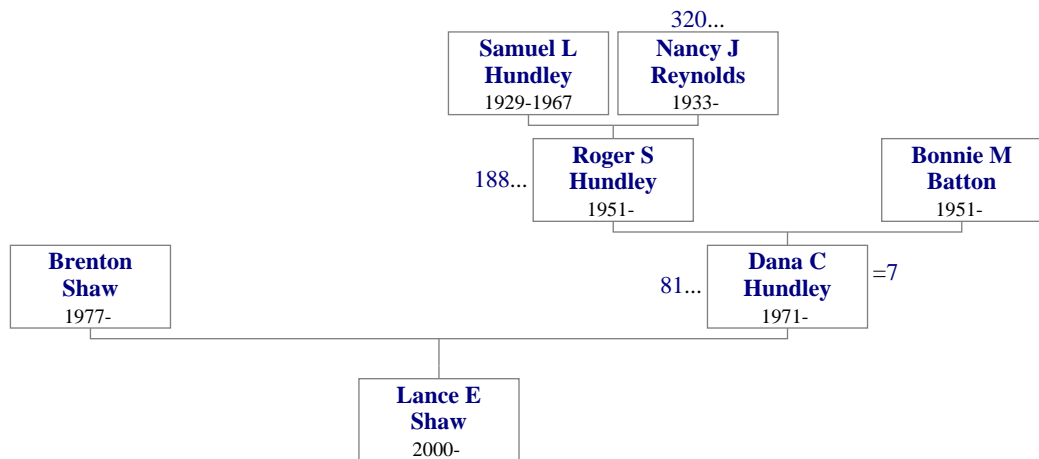 320...
Samuel L
Hundley
1929-1967
Nancy J
Reynolds
1933-
188...
Roger S
Hundley
1951-
Bonnie M
Batton
1951-
Brenton
Shaw
1977-
81...
Dana C
Hundley
1971-
=7
Lance E
Shaw
2000-